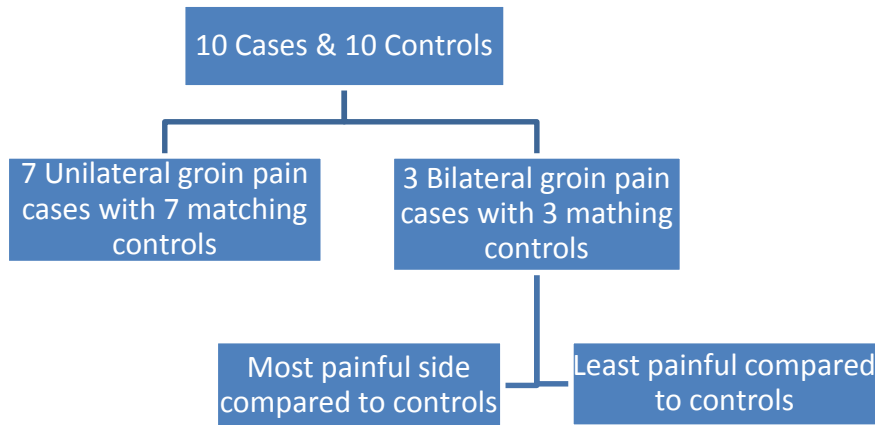 10 Cases & 10 Controls
7 Unilateral groin pain
cases with 7 matching
controls
3 Bilateral groin pain
cases with 3 mathing
controls
Most painful side
compared to controls
Least painful compared
to controls